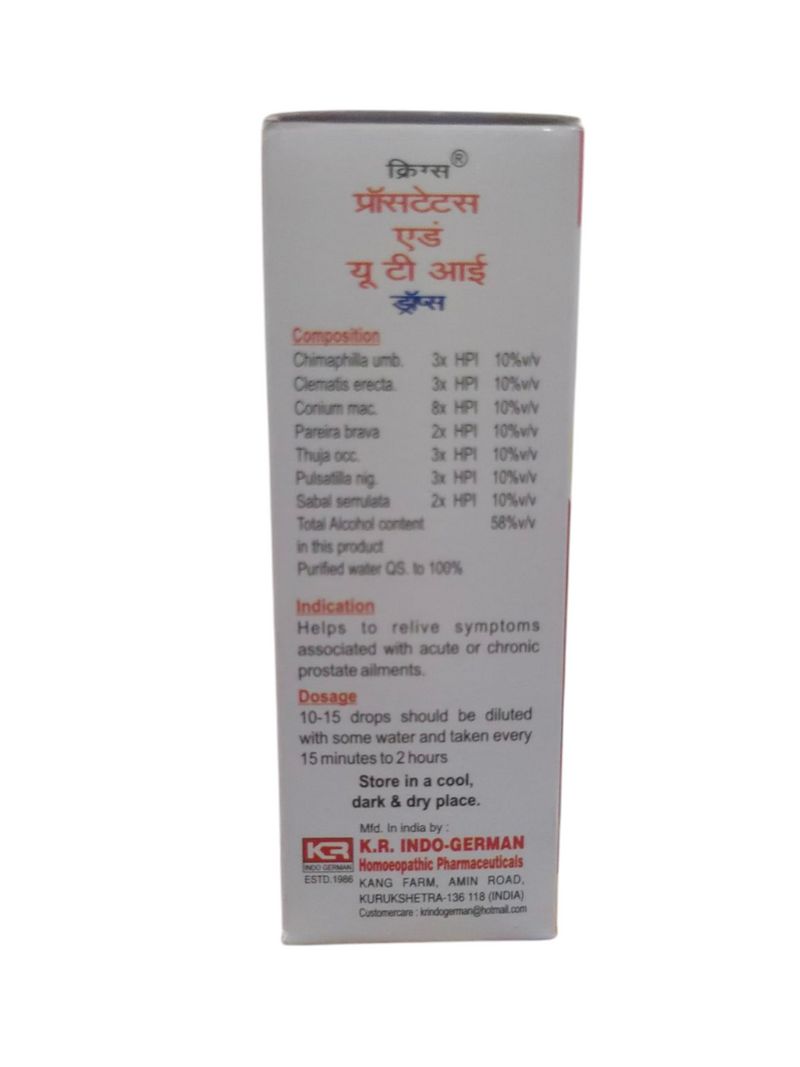 क्रिग्स®
प्रॉसटेटस
एडं
यू टी आई
ड्रॉप्स
Composition
Chimaphilla umb. 3x HPI 10%v/v
Clematis erecta. 3x HPI 10%v/v
Conium mac. 8x HPI 10%v/v
Pareira brava 2x HPI 10%v/v
Thuja occ. 3x HPI 10%v/v
Pulsatilla nig. 3x HPI 10%v/v
Sabal serrulata 2x HPI 10%v/v
Total Alcohol content 58%v/v
in this product
Purified water QS. to 100%
Indication
Helps to relive symptoms
associated with acute or chronic
prostate ailments.
Dosage
10-15 drops should be diluted
with some water and taken every
15 minutes to 2 hours
Store in a cool,
dark & dry place.
Mfd. In india by :
KR K.R. INDO-GERMAN
INDO GERMAN Homoeopathic Pharmaceuticals
ESTD.1986 KANG FARM, AMIN ROAD,
KURUKSHETRA-136 118 (INDIA)
Customercare : krindogerman@hotmail.com